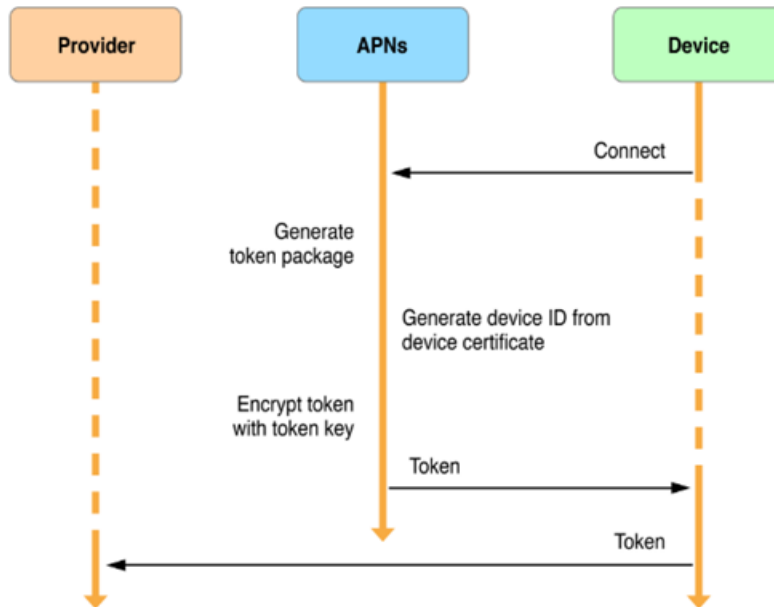 Provider
APNs
Device
Connect
Generate
token package
Generate device ID from
device certificate
Encrypt token
with token key
Token
Token